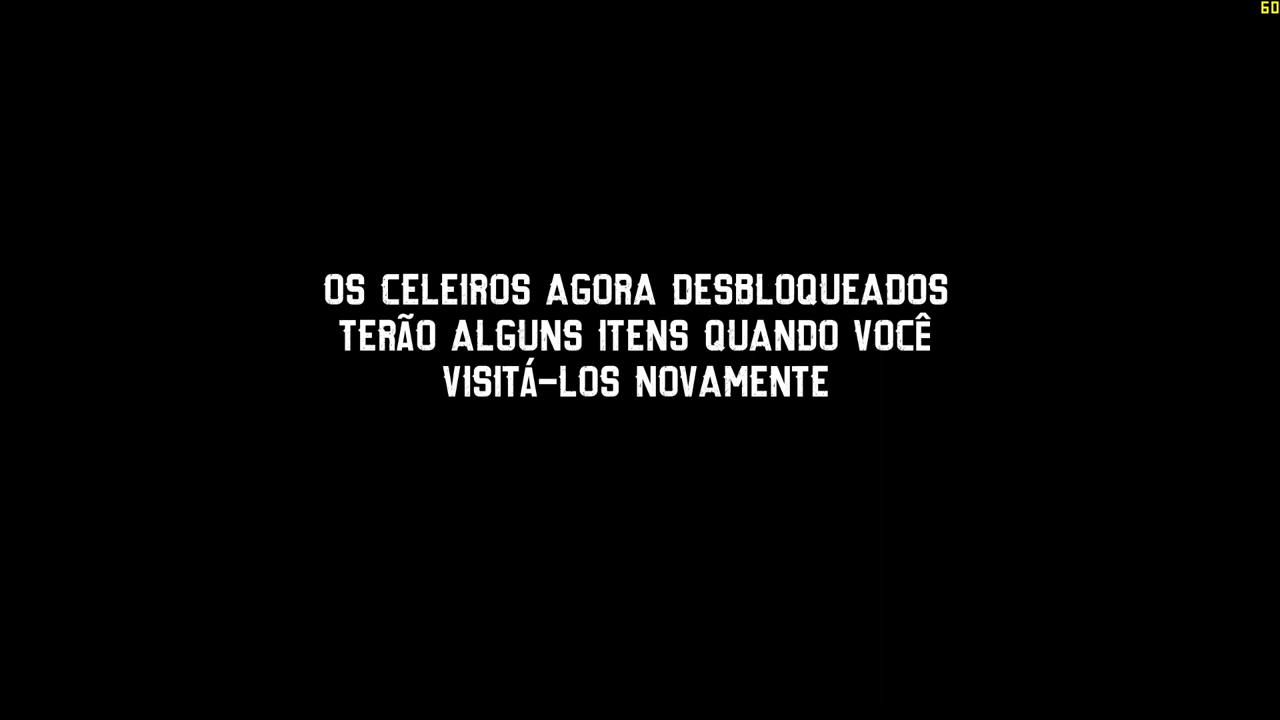 60
OS CELEIROS AGORA DESBLOQUEADOS
TERÃO ALGUNS ITENS QUANDO VOCÊ
VISITÁ-LOS NOVAMENTE